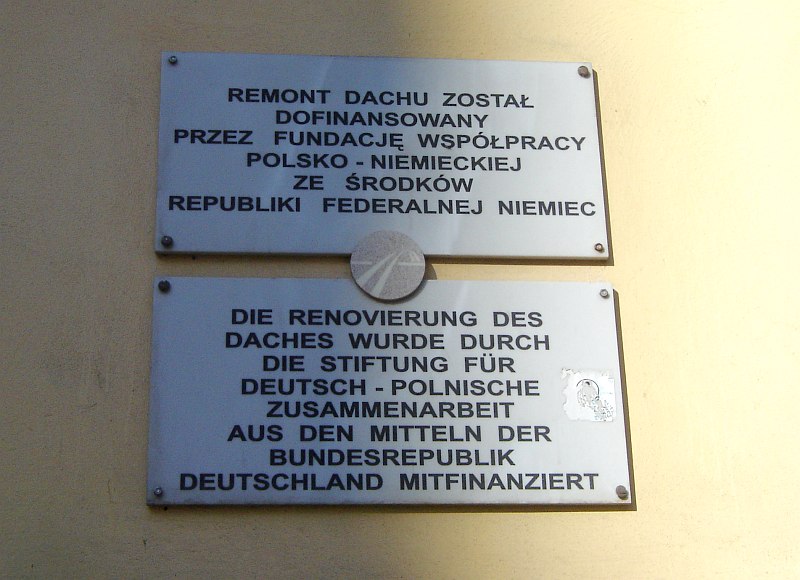 REMONT DACHU ZOSTAŁ
DOFINANSOWANY
PRZEZ FUNDACJĘ WSPÓŁPRACY
POLSKO - NIEMIECKIEJ
ZE ŚRODKÓW
REPUBLIKI FEDERALNEJ NIEMIEC
DIE RENOVIERUNG DES
DACHES WURDE DURCH
DIE STIFTUNG FÜR
DEUTSCH - POLNISCHE
ZUSAMMENARBEIT
AUS DEN MITTELN DER
BUNDESREPUBLIK
DEUTSCHLAND MITFINANZIERT